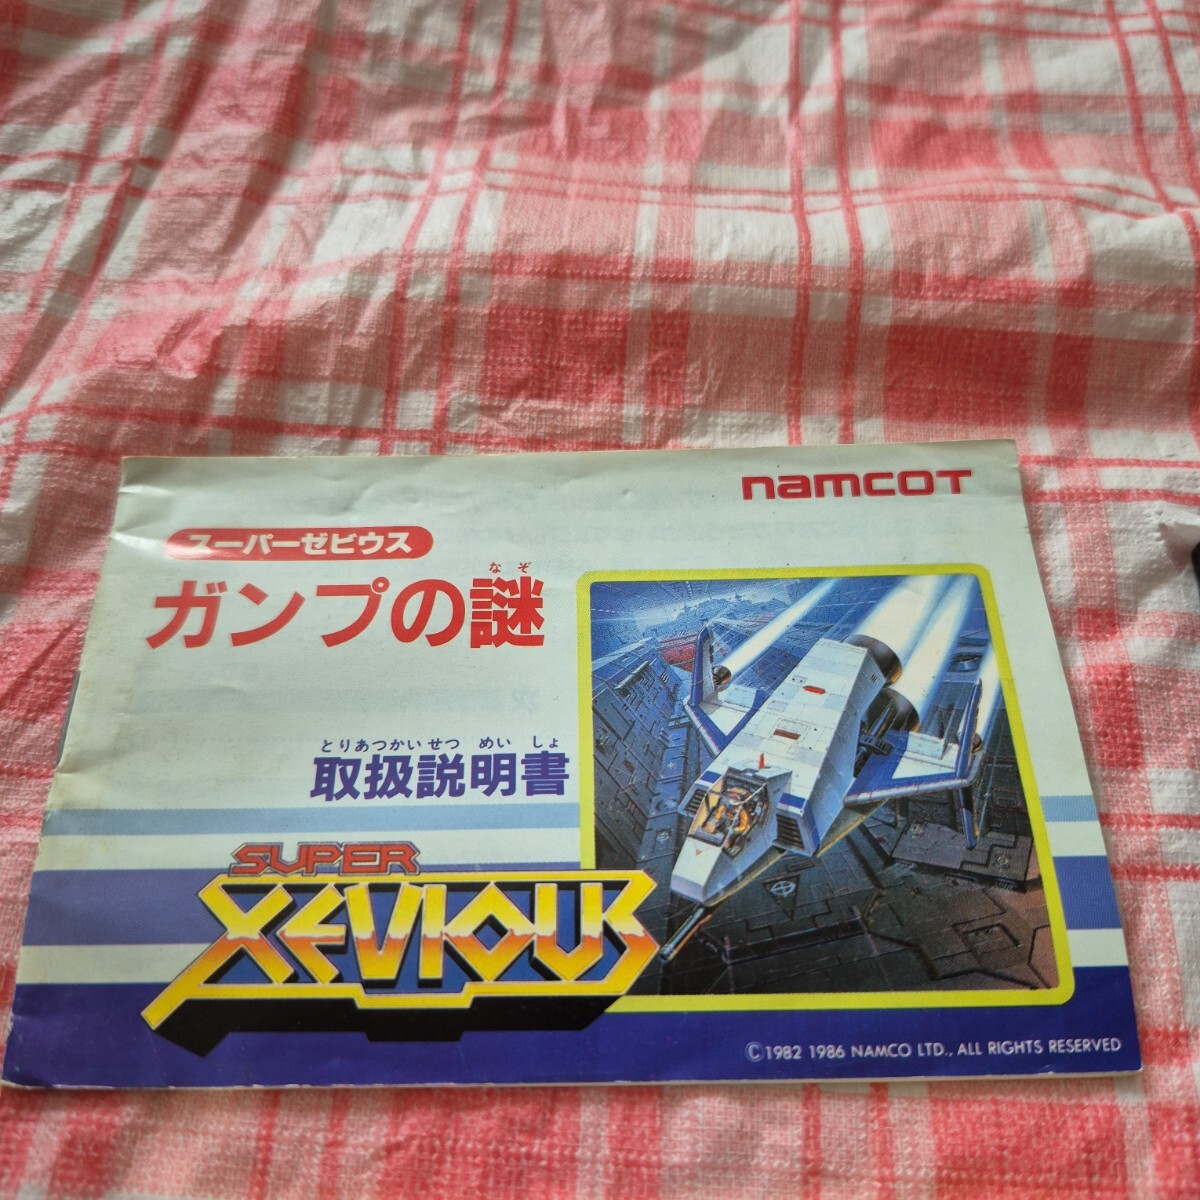 namcoT
スーパーゼビウス
なぞ
ガンプの謎
とりあつかいせつ めい しょ
取扱説明書
SUPER
XEVIOUS
©1982 1986 NAMCO LTD., ALL RIGHTS RESERVED